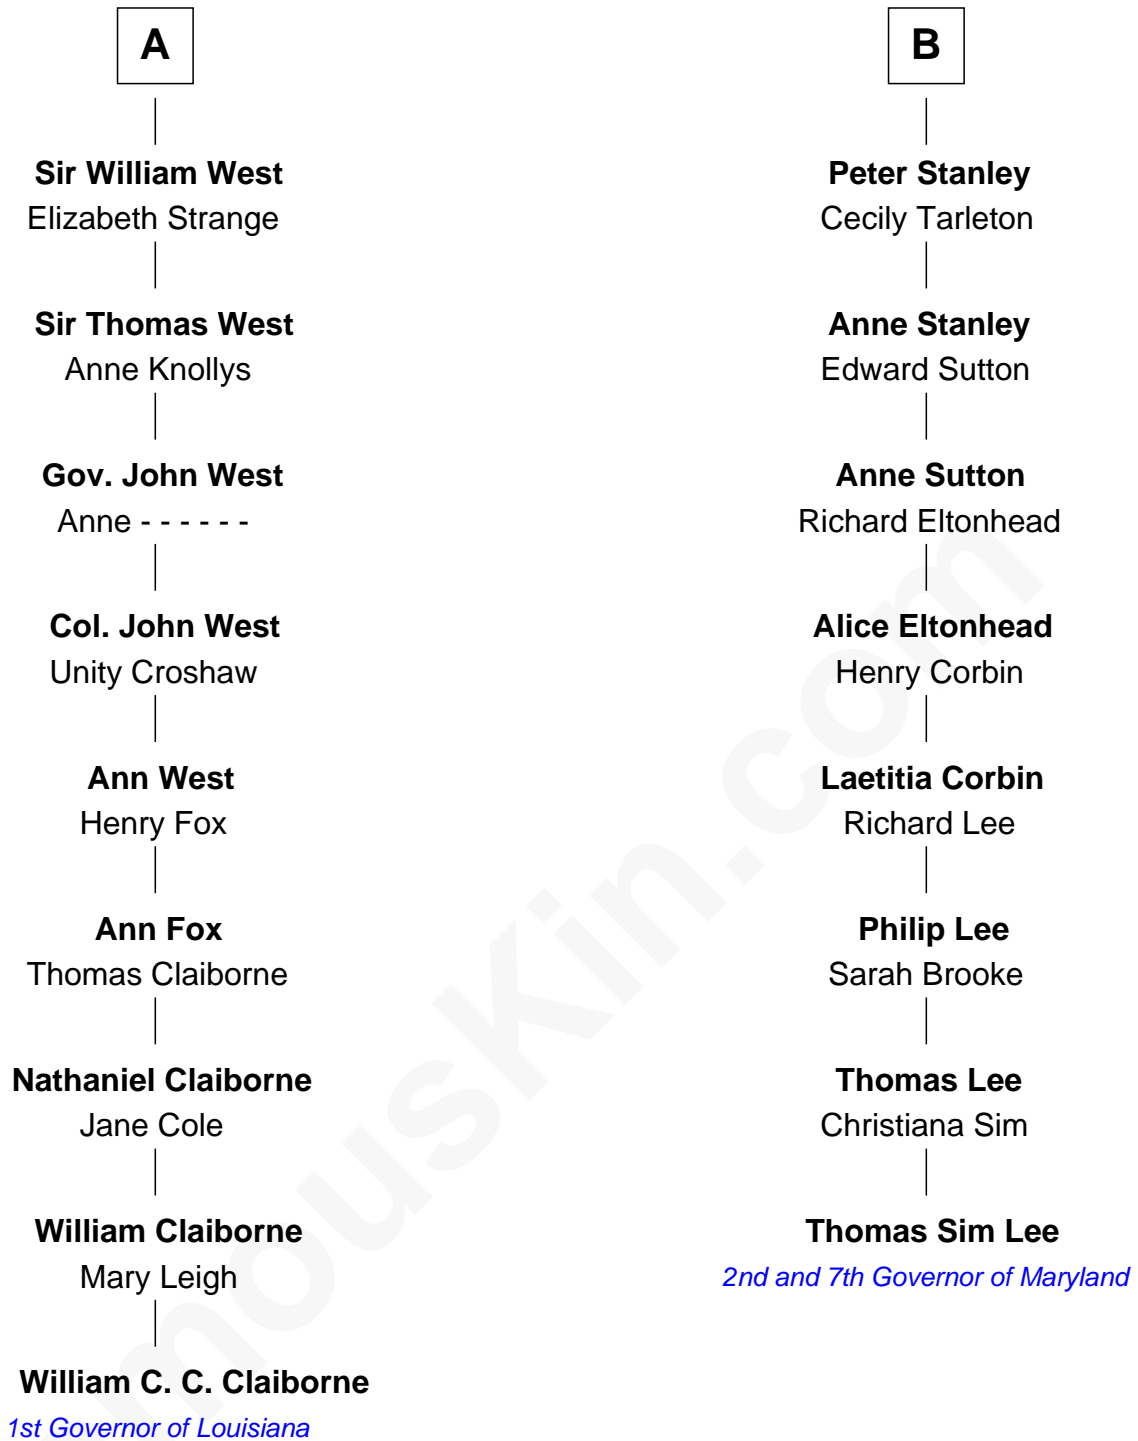 A
Sir William West
Elizabeth Strange
Sir Thomas West
Anne Knollys
Gov. John West
Anne - - - - - -
Col. John West
Unity Croshaw
Ann West
Henry Fox
Ann Fox
Thomas Claiborne
Nathaniel Claiborne
Jane Cole
William Claiborne
Mary Leigh
William C. C. Claiborne
1st Governor of Louisiana
B
Peter Stanley
Cecily Tarleton
Anne Stanley
Edward Sutton
Anne Sutton
Richard Eltonhead
Alice Eltonhead
Henry Corbin
Laetitia Corbin
Richard Lee
Philip Lee
Sarah Brooke
Thomas Lee
Christiana Sim
Thomas Sim Lee
2nd and 7th Governor of Maryland
mousKin.com